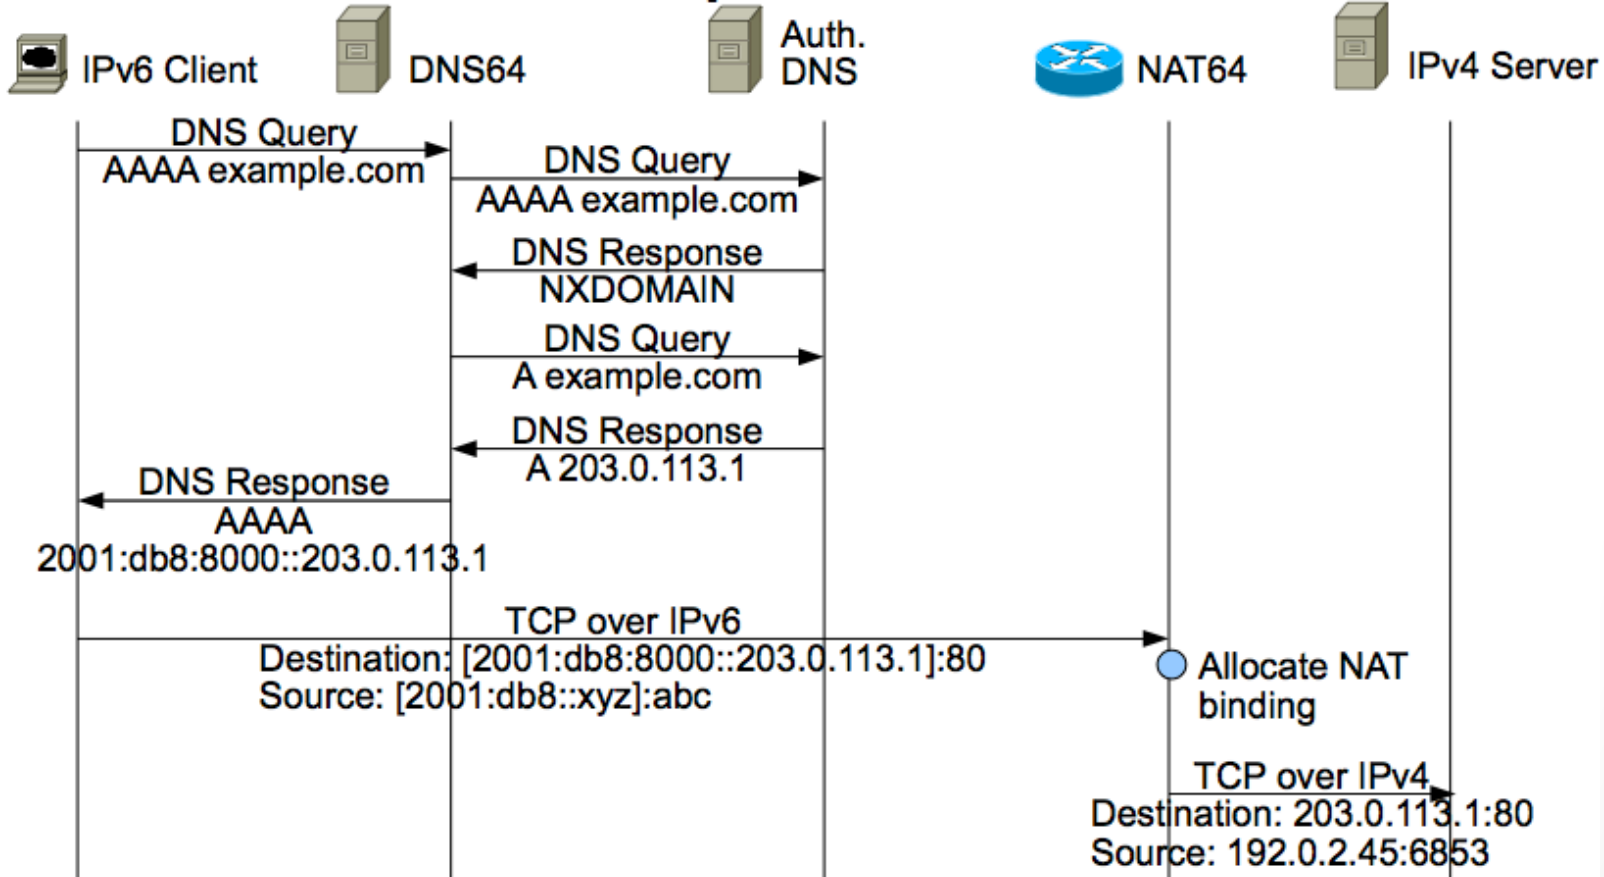 IPv6 Client
DNS64
Auth.
DNS
NAT64
IPv4 Server
DNS Query
AAAA example.com
DNS Query
AAAA example.com
DNS Response
NXDOMAIN
DNS Query
A example.com
DNS Response
A 203.0.113.1
DNS Response
AAAA
2001:db8:8000::203.0.113.1
TCP over IPv6
Destination: [2001:db8:8000::203.0.113.1]:80
Source: [2001:db8::xyz]:abc
Allocate NAT
binding
TCP over IPv4
Destination: 203.0.113.1:80
Source: 192.0.2.45:6853